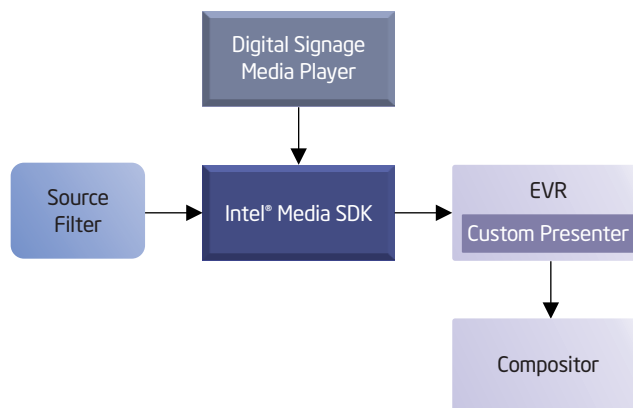 Digital Signage
Media Player
Source
Filter
Intel® Media SDK
EVR
Custom Presenter
Compositor